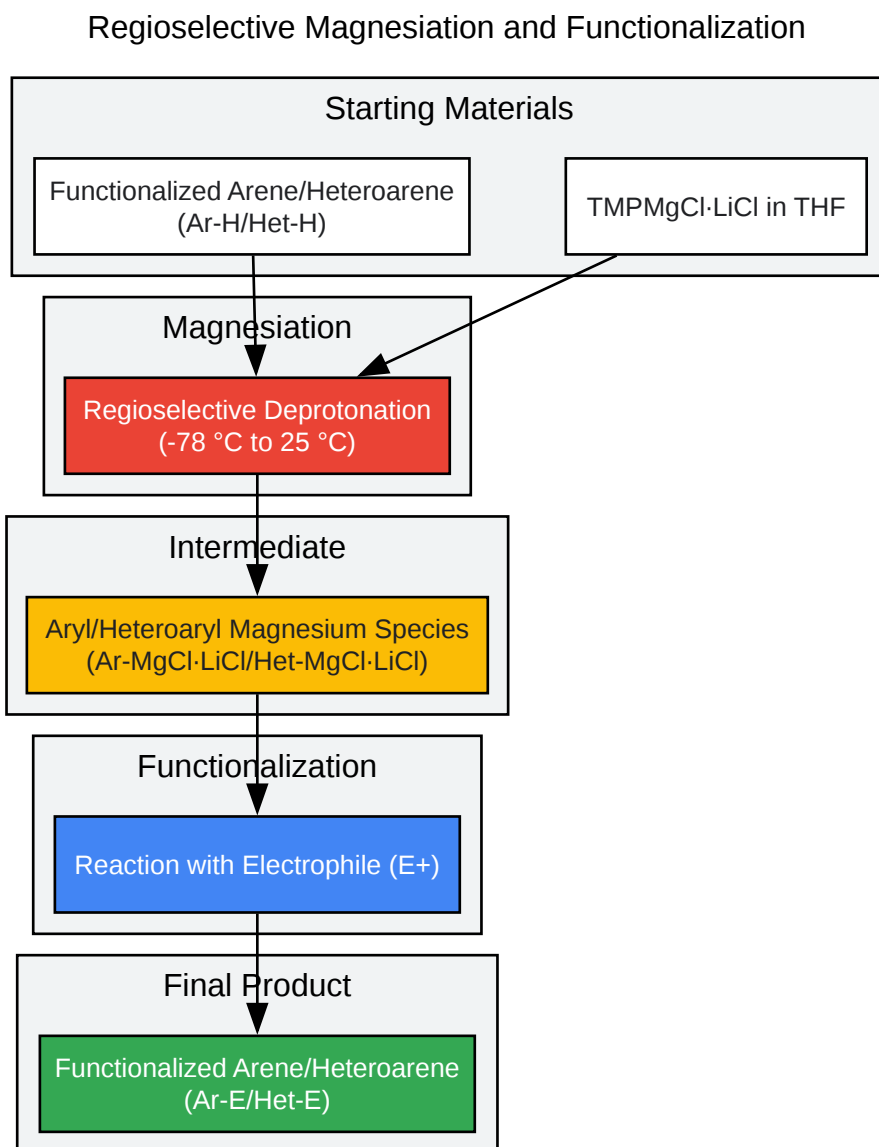 Regioselective Magnesiation and Functionalization
Starting Materials
Functionalized Arene/Heteroarene
(Ar-H/Het-H)
TMPMgCl·LiCl in THF
Magnesiation
Regioselective Deprotonation
(-78 °C to 25 °C)
Intermediate
Aryl/Heteroaryl Magnesium Species
(Ar-MgCl·LiCl/Het-MgCl·LiCl)
Functionalization
Reaction with Electrophile (E+)
Final Product
Functionalized Arene/Heteroarene
(Ar-E/Het-E)